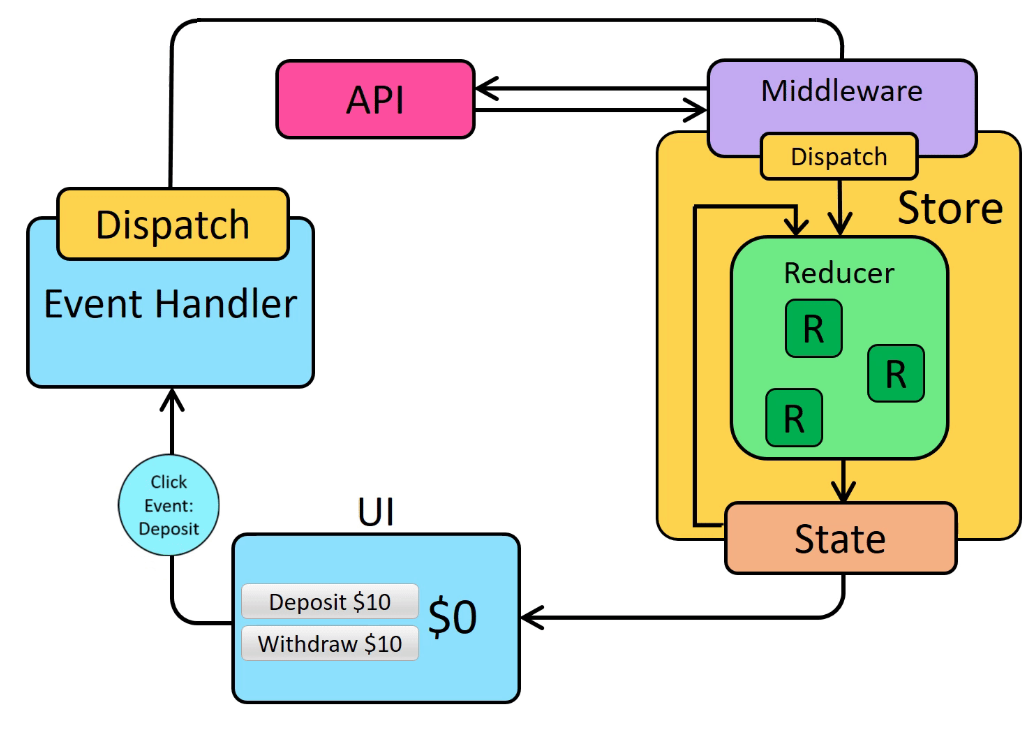 API
Middleware
Dispatch
Store
Dispatch
Event Handler
Reducer
R
R
R
Click
Event:
Deposit
UI
State
Deposit $10
$0
Withdraw $10